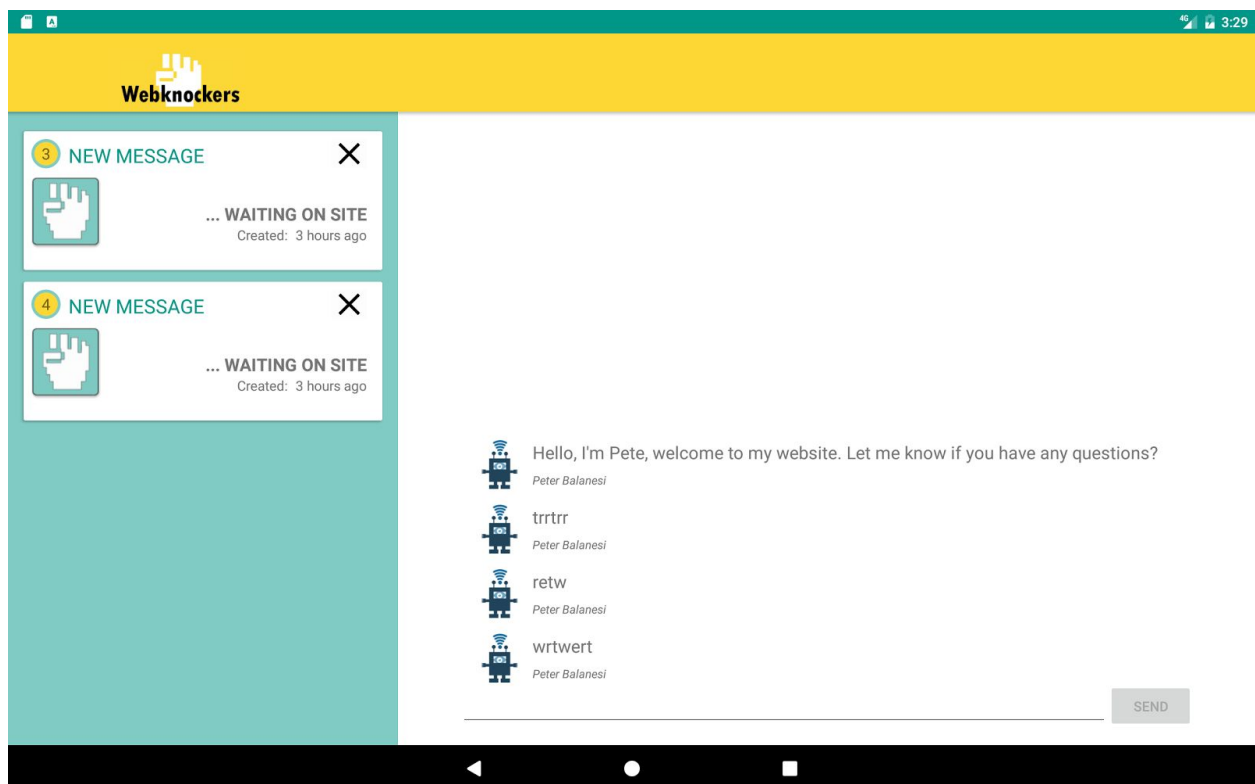 4G 3:29
Webknockers
3 NEW MESSAGE
... WAITING ON SITE
Created: 3 hours ago
4 NEW MESSAGE
... WAITING ON SITE
Created: 3 hours ago
Hello, I'm Pete, welcome to my website. Let me know if you have any questions?
Peter Balanesi
trrtrr
Peter Balanesi
retw
Peter Balanesi
wrtwert
Peter Balanesi
SEND